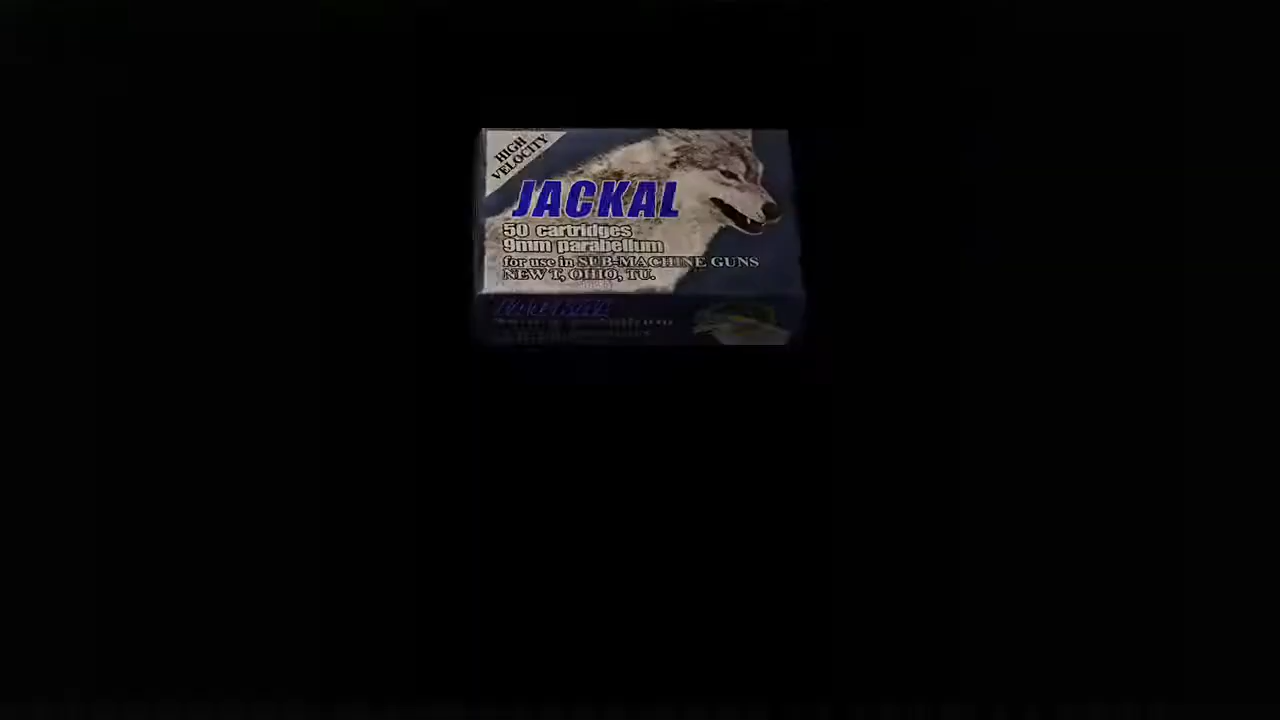 HIGH
VELOCITY
JACKAL
50 cartridges
9mm parabellum
for use in SUB-MACHINE GUNS
NEW T, OHIO, TU.